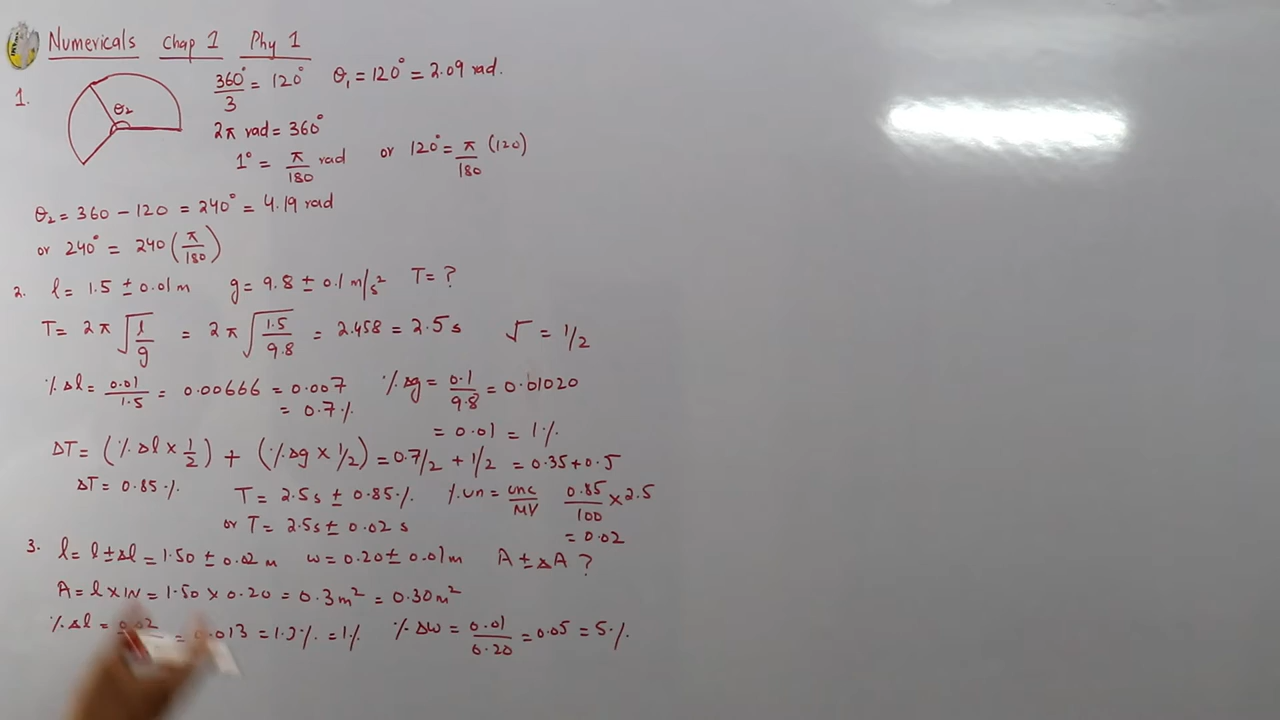 Numericals Chap 1 Phy 1
1. θ₂ 360°/3 = 120° θ₁ = 120° = 2.09 rad.
2π rad = 360°
1° = π/180 rad or 120° = π/180 (120)
θ₂ = 360 − 120 = 240° = 4.19 rad
or 240° = 240 (π/180)
2. l = 1.5 ± 0.01 m g = 9.8 ± 0.1 m/s² T = ?
T = 2π √(l/g) = 2π √(1.5/9.8) = 2.458 = 2.5 s √ = 1/2
% Δl = 0.01/1.5 = 0.00666 = 0.007 % Δg = 0.1/9.8 = 0.01020
= 0.7 %
= 0.01 = 1 %
ΔT = (% Δl × 1/2) + (% Δg × 1/2) = 0.7/2 + 1/2 = 0.35 + 0.5
ΔT = 0.85 % T = 2.5 s ± 0.85 % % un = unc/MV 0.85/100 × 2.5
or T = 2.5 s ± 0.02 s = 0.02
3. l = l ± Δl = 1.50 ± 0.02 m w = 0.20 ± 0.01 m A ± ΔA ?
A = l × w = 1.50 × 0.20 = 0.3 m² = 0.30 m²
% Δl = 0.02 = 0.013 = 1.3 % = 1 % % Δw = 0.01/0.20 = 0.05 = 5 %